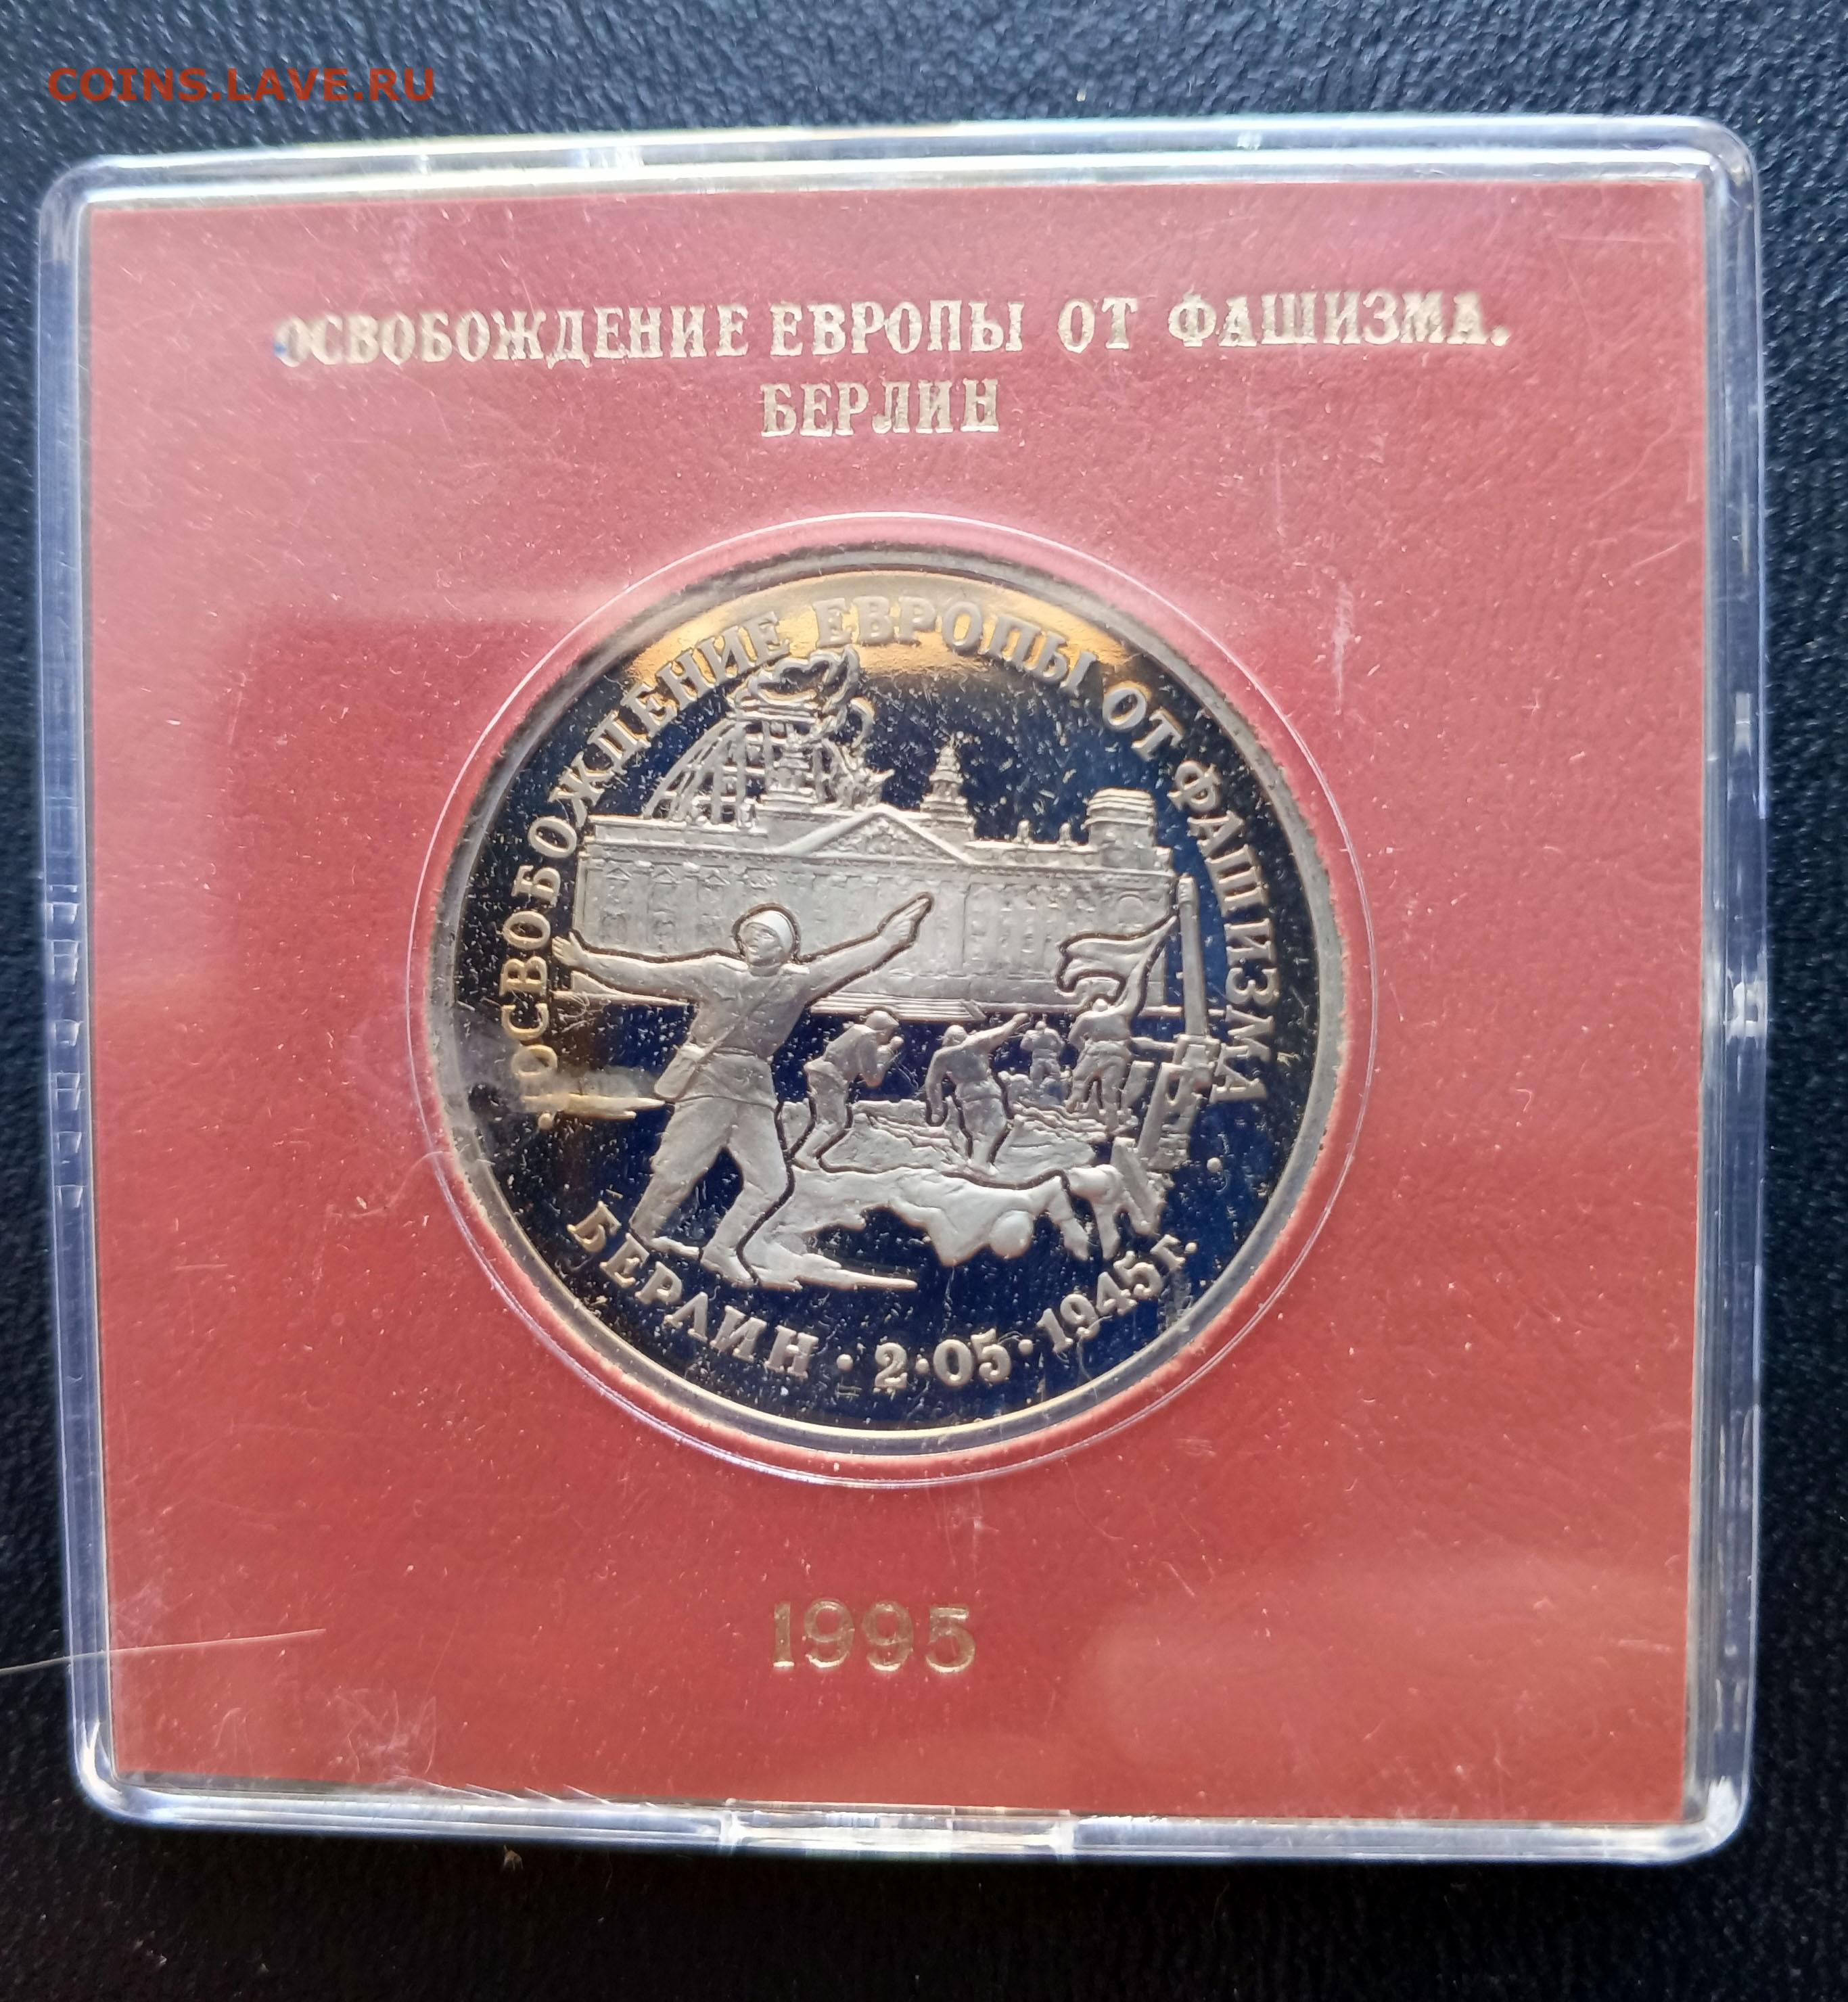 COINS.LAVE.RU
ОСВОБОЖДЕНИЕ ЕВРОПЫ ОТ ФАШИЗМА.
БЕРЛИН
·ОСВОБОЖДЕНИЕ ЕВРОПЫ ОТ ФАШИЗМА·
БЕРЛИН · 2·05·1945г.
1995